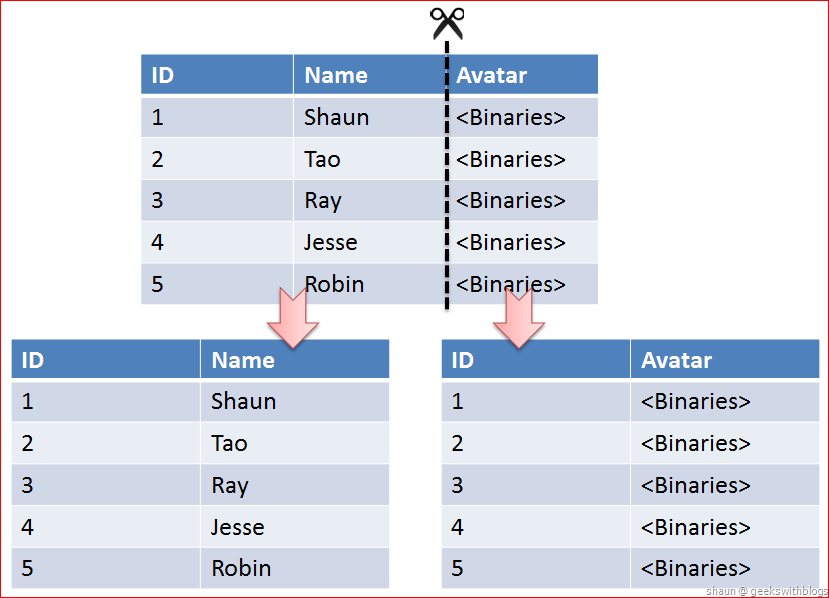 ID Name Avatar
1 Shaun <Binaries>
2 Tao <Binaries>
3 Ray <Binaries>
4 Jesse <Binaries>
5 Robin <Binaries>
ID Name
1 Shaun
2 Tao
3 Ray
4 Jesse
5 Robin
ID Avatar
1 <Binaries>
2 <Binaries>
3 <Binaries>
4 <Binaries>
5 <Binaries>
shaun @ geekswithblogs